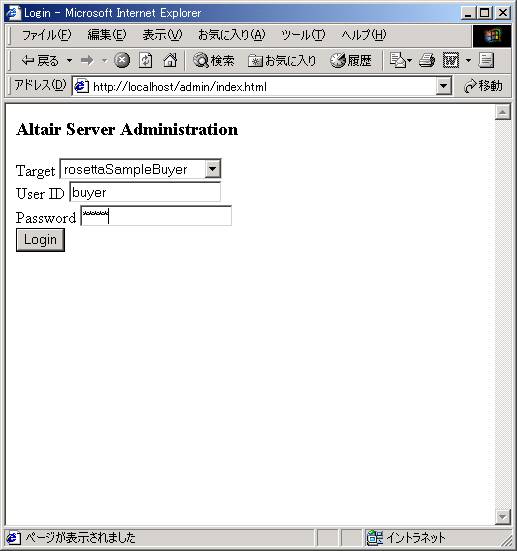 Login - Microsoft Internet Explorer
ファイル(F) 編集(E) 表示(V) お気に入り(A) ツール(T) ヘルプ(H)
戻る 検索 お気に入り 履歴
アドレス(D) http://localhost/admin/index.html 移動
Altair Server Administration
Target rosettaSampleBuyer
User ID buyer
Password *****
Login
ページが表示されました イントラネット